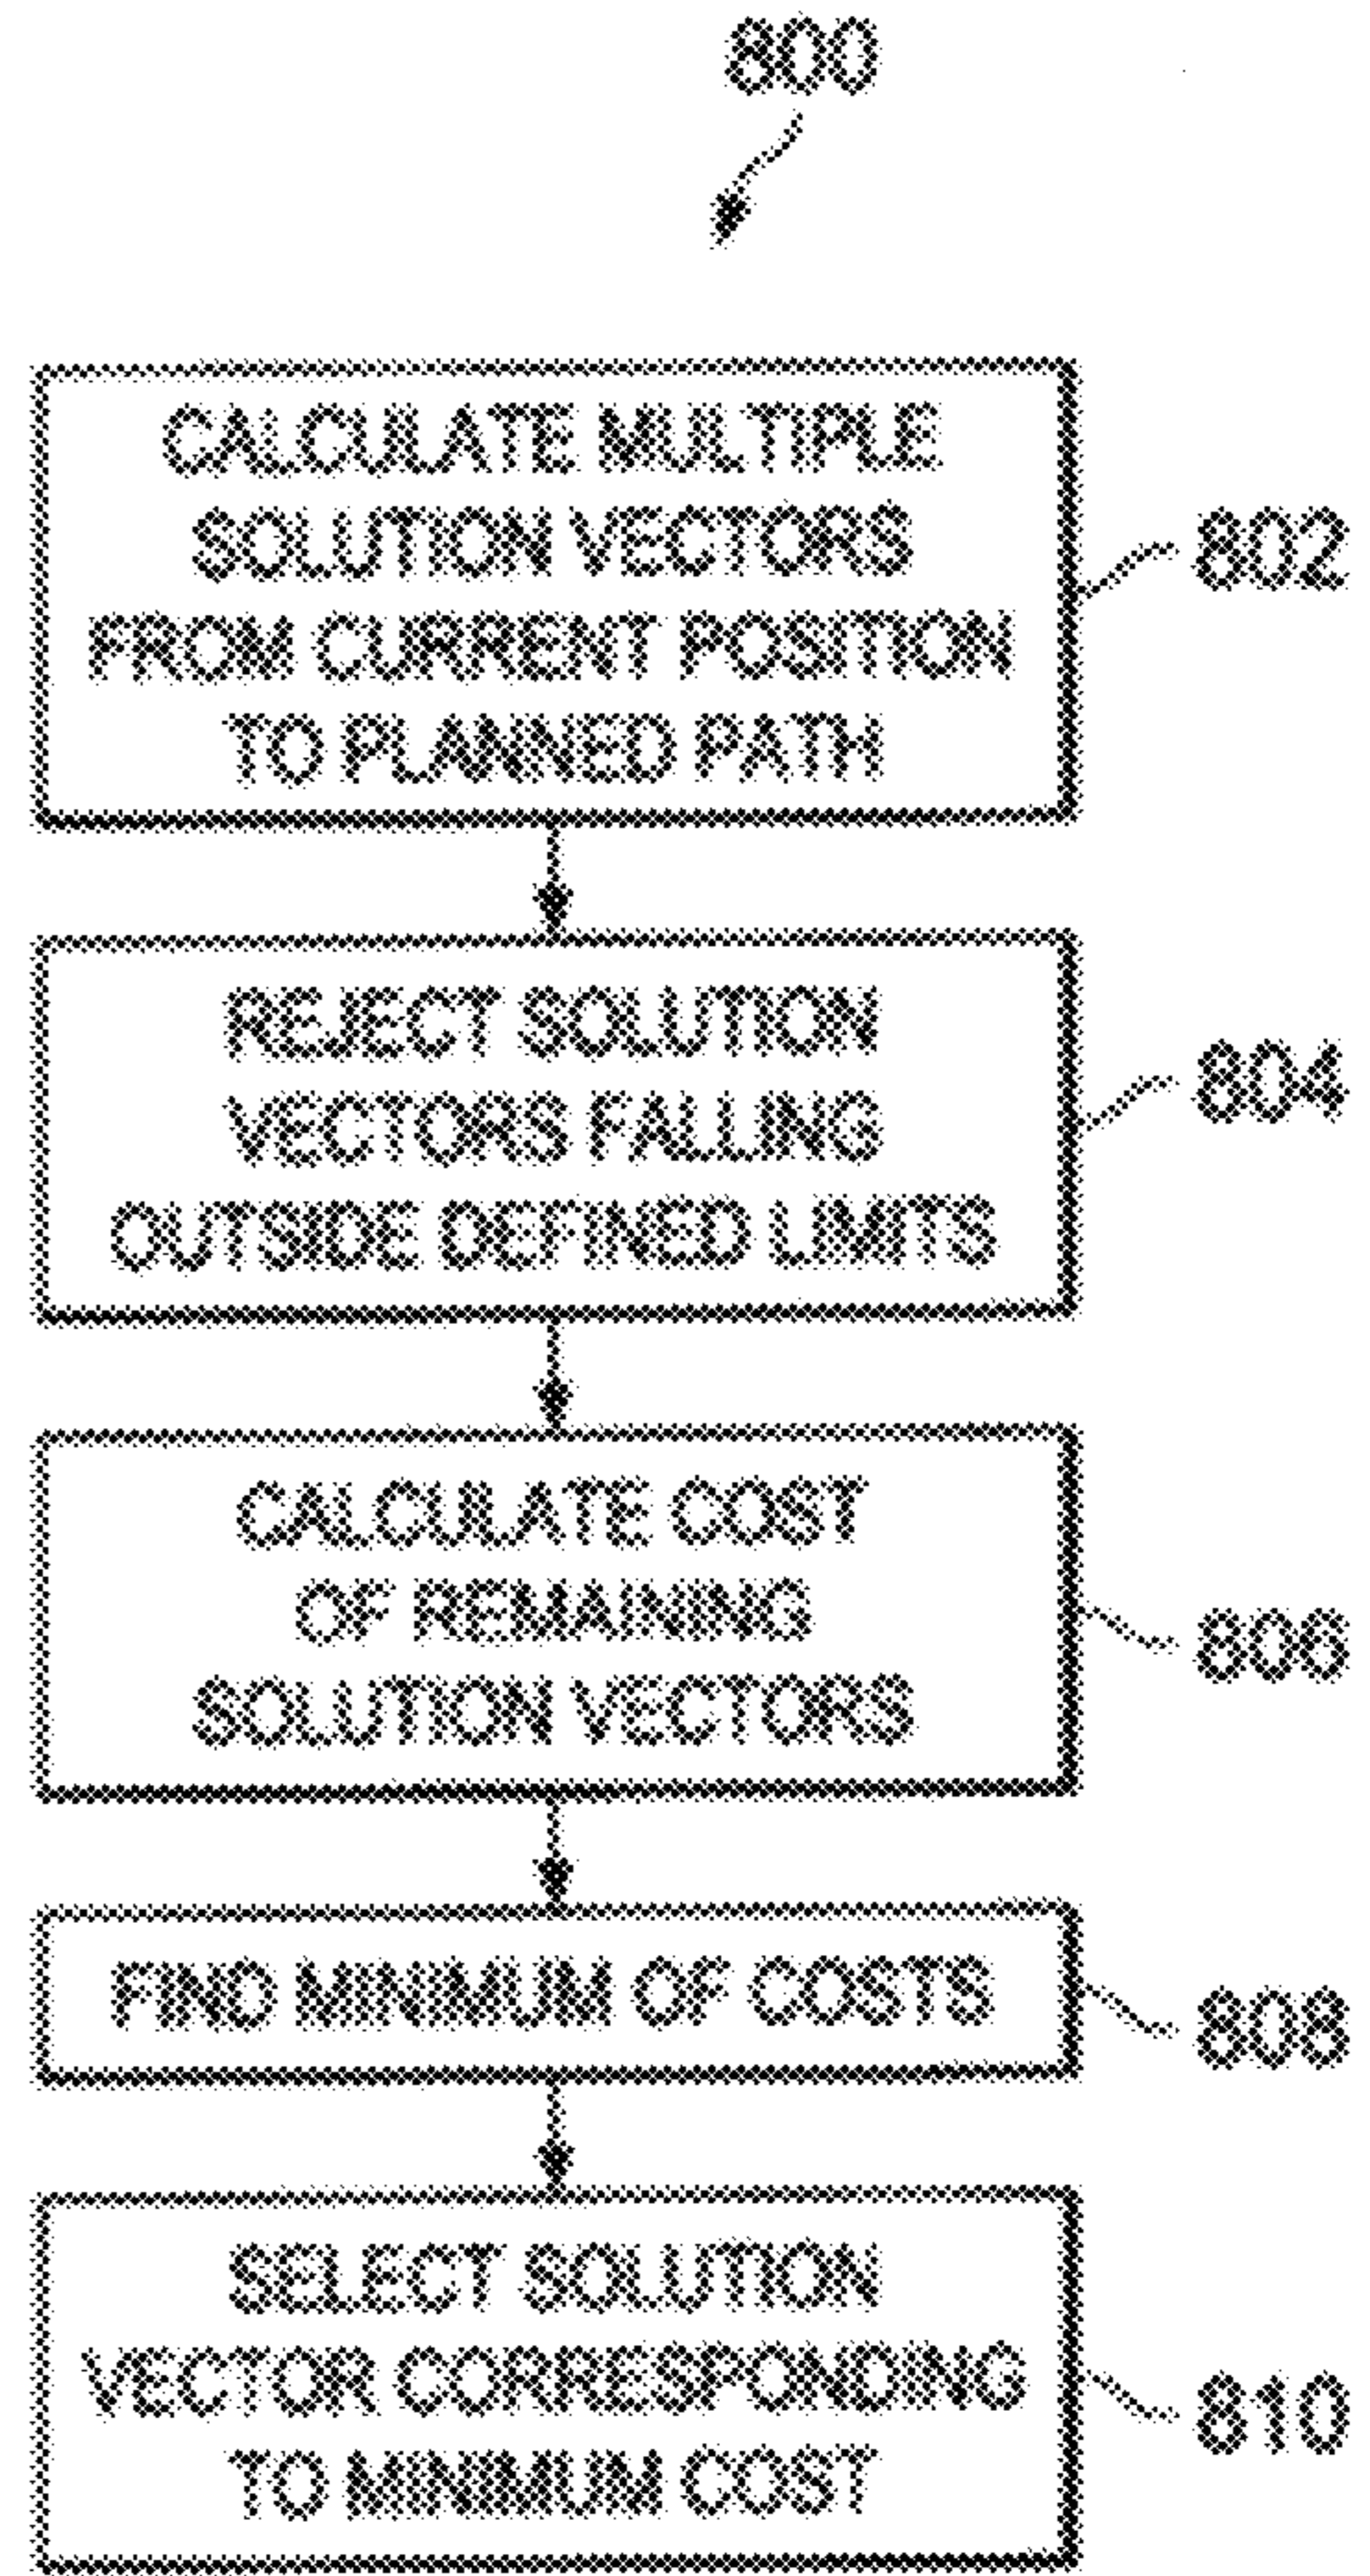 800
CALCULATE MULTIPLE
SOLUTION VECTORS
FROM CURRENT POSITION
TO PLANNED PATH
802
REJECT SOLUTION
VECTORS FALLING
OUTSIDE DEFINED LIMITS
804
CALCULATE COST
OF REMAINING
SOLUTION VECTORS
806
FIND MINIMUM OF COSTS
808
SELECT SOLUTION
VECTOR CORRESPONDING
TO MINIMUM COST
810